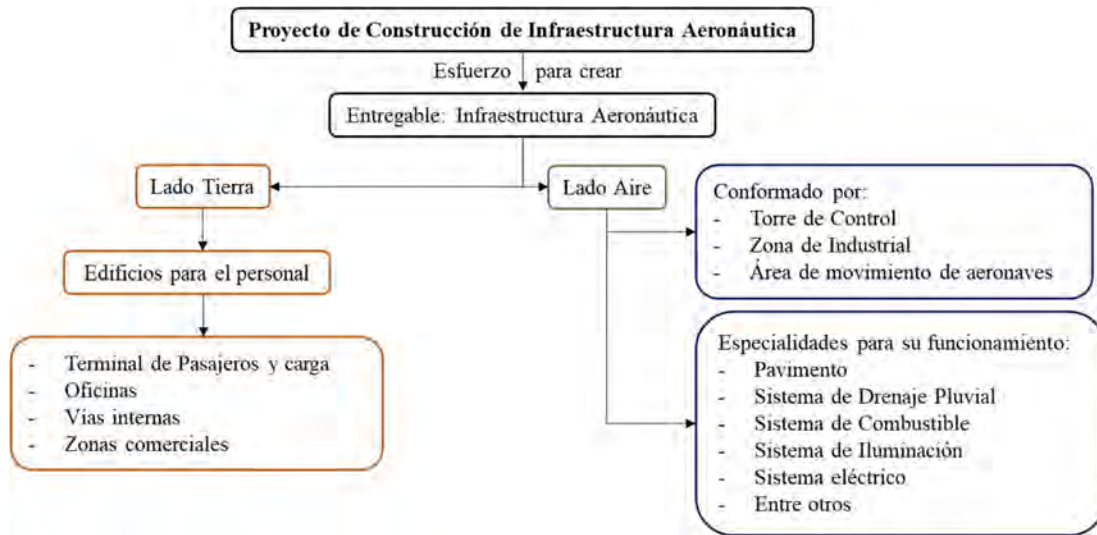 Proyecto de Construcción de Infraestructura Aeronáutica
Esfuerzo para crear
Entregable: Infraestructura Aeronáutica
Lado Tierra
Lado Aire
Edificios para el personal
- Terminal de Pasajeros y carga
- Oficinas
- Vías internas
- Zonas comerciales
Conformado por:
- Torre de Control
- Zona de Industrial
- Área de movimiento de aeronaves
Especialidades para su funcionamiento:
- Pavimento
- Sistema de Drenaje Pluvial
- Sistema de Combustible
- Sistema de Iluminación
- Sistema eléctrico
- Entre otros